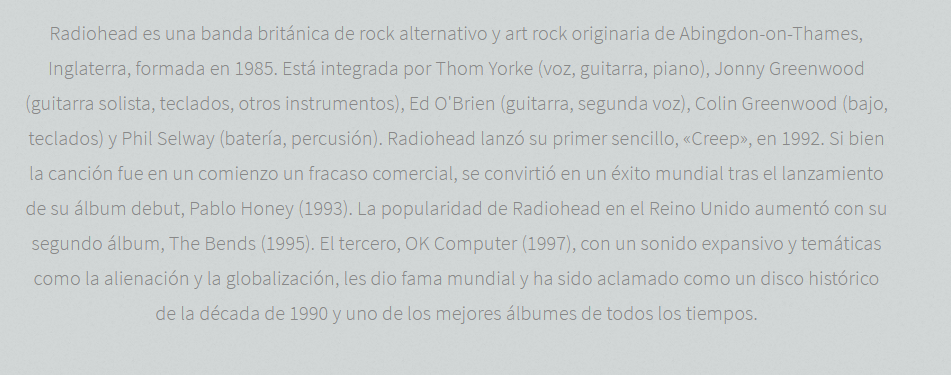 Radiohead es una banda británica de rock alternativo y art rock originaria de Abingdon-on-Thames,
Inglaterra, formada en 1985. Está integrada por Thom Yorke (voz, guitarra, piano), Jonny Greenwood
(guitarra solista, teclados, otros instrumentos), Ed O'Brien (guitarra, segunda voz), Colin Greenwood (bajo,
teclados) y Phil Selway (batería, percusión). Radiohead lanzó su primer sencillo, «Creep», en 1992. Si bien
la canción fue en un comienzo un fracaso comercial, se convirtió en un éxito mundial tras el lanzamiento
de su álbum debut, Pablo Honey (1993). La popularidad de Radiohead en el Reino Unido aumentó con su
segundo álbum, The Bends (1995). El tercero, OK Computer (1997), con un sonido expansivo y temáticas
como la alienación y la globalización, les dio fama mundial y ha sido aclamado como un disco histórico
de la década de 1990 y uno de los mejores álbumes de todos los tiempos.